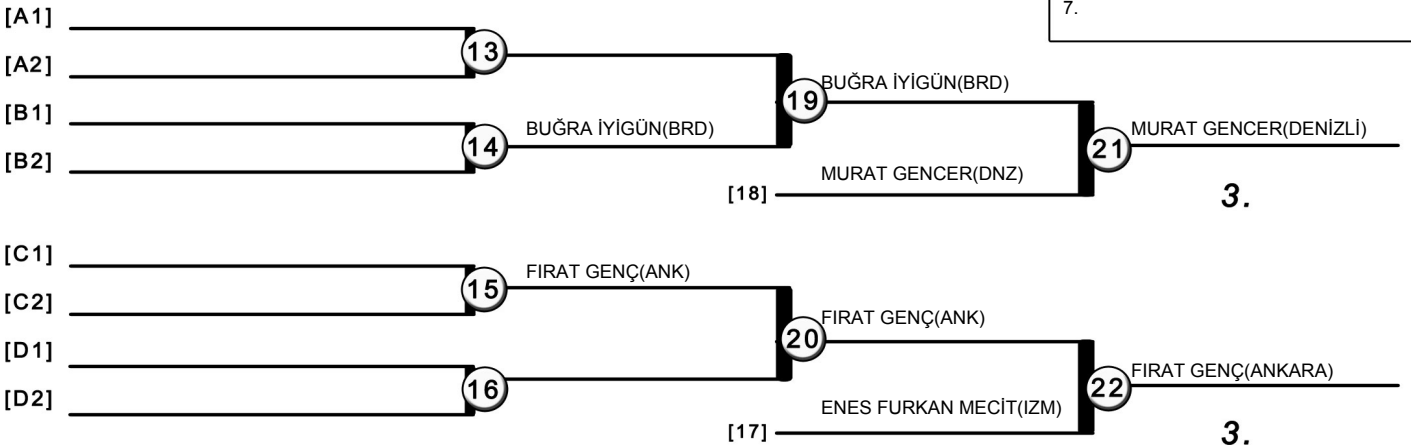 7.
[A1]
13
[A2]
19
BUĞRA İYİGÜN(BRD)
[B1]
BUĞRA İYİGÜN(BRD)
14
[B2]
21
MURAT GENCER(DENİZLİ)
MURAT GENCER(DNZ)
[18]
3.
[C1]
FIRAT GENÇ(ANK)
15
[C2]
20
FIRAT GENÇ(ANK)
[D1]
16
[D2]
22
FIRAT GENÇ(ANKARA)
ENES FURKAN MECİT(IZM)
[17]
3.